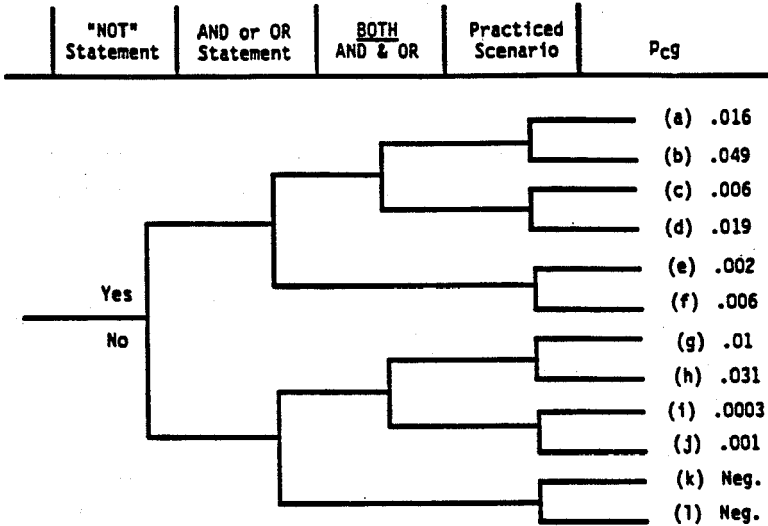 "NOT" Statement
AND or OR Statement
BOTH AND & OR
Practiced Scenario
Pcg
(a) .016
(b) .049
(c) .006
(d) .019
(e) .002
Yes
(f) .006
No
(g) .01
(h) .031
(i) .0003
(j) .001
(k) Neg.
(l) Neg.